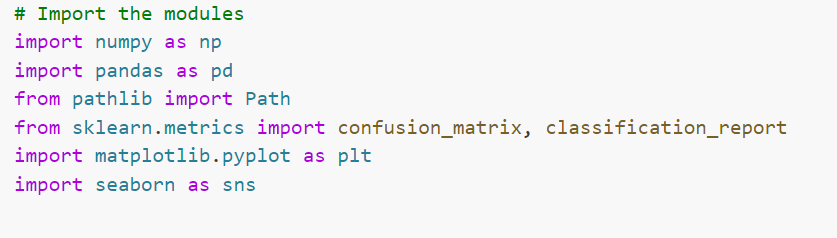 # Import the modules
import numpy as np
import pandas as pd
from pathlib import Path
from sklearn.metrics import confusion_matrix, classification_report
import matplotlib.pyplot as plt
import seaborn as sns